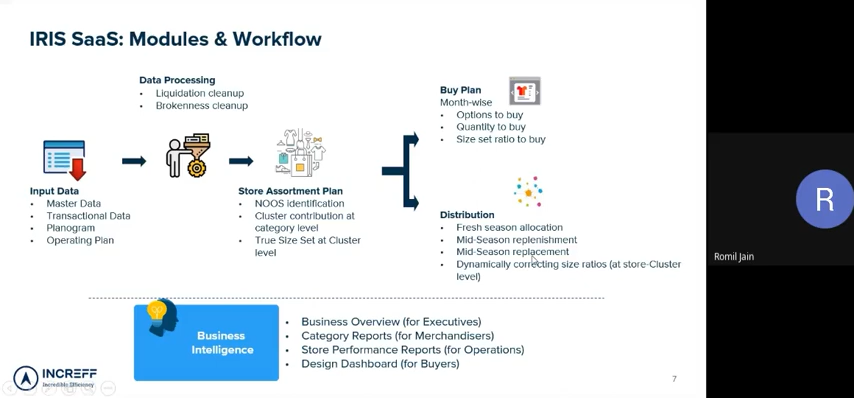 IRIS SaaS: Modules & Workflow
Data Processing
• Liquidation cleanup
• Brokenness cleanup
Input Data
• Master Data
• Transactional Data
• Planogram
• Operating Plan
Store Assortment Plan
• NOOS identification
• Cluster contribution at
category level
• True Size Set at Cluster
level
Buy Plan
Month-wise
• Options to buy
• Quantity to buy
• Size set ratio to buy
Distribution
• Fresh season allocation
• Mid-Season replenishment
• Mid-Season replacement
• Dynamically correcting size ratios (at store-Cluster
level)
Business
Intelligence
• Business Overview (for Executives)
• Category Reports (for Merchandisers)
• Store Performance Reports (for Operations)
• Design Dashboard (for Buyers)
INCREFF
Incredible Efficiency
7
R
Romil Jain